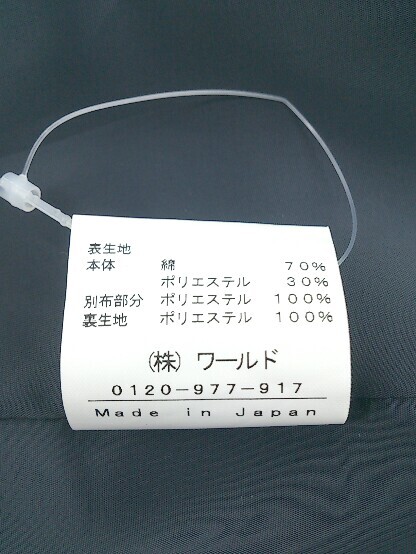 表生地
本体 綿 70%
ポリエステル 30%
別布部分 ポリエステル 100%
裏生地 ポリエステル 100%
(株) ワールド
0120-977-917
Made in Japan